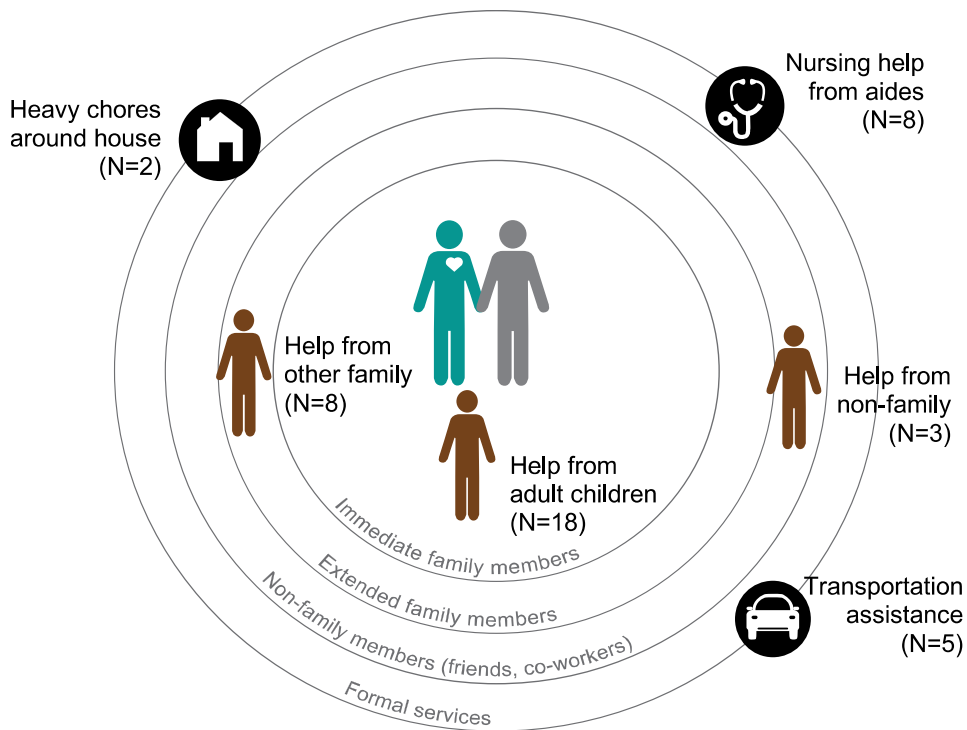 Heavy chores
around house
(N=2)
Nursing help
from aides
(N=8)
Help from
other family
(N=8)
Help from
non-family
(N=3)
Help from
adult children
(N=18)
Immediate family members
Extended family members
Non-family members (friends, co-workers)
Formal services
Transportation
assistance
(N=5)